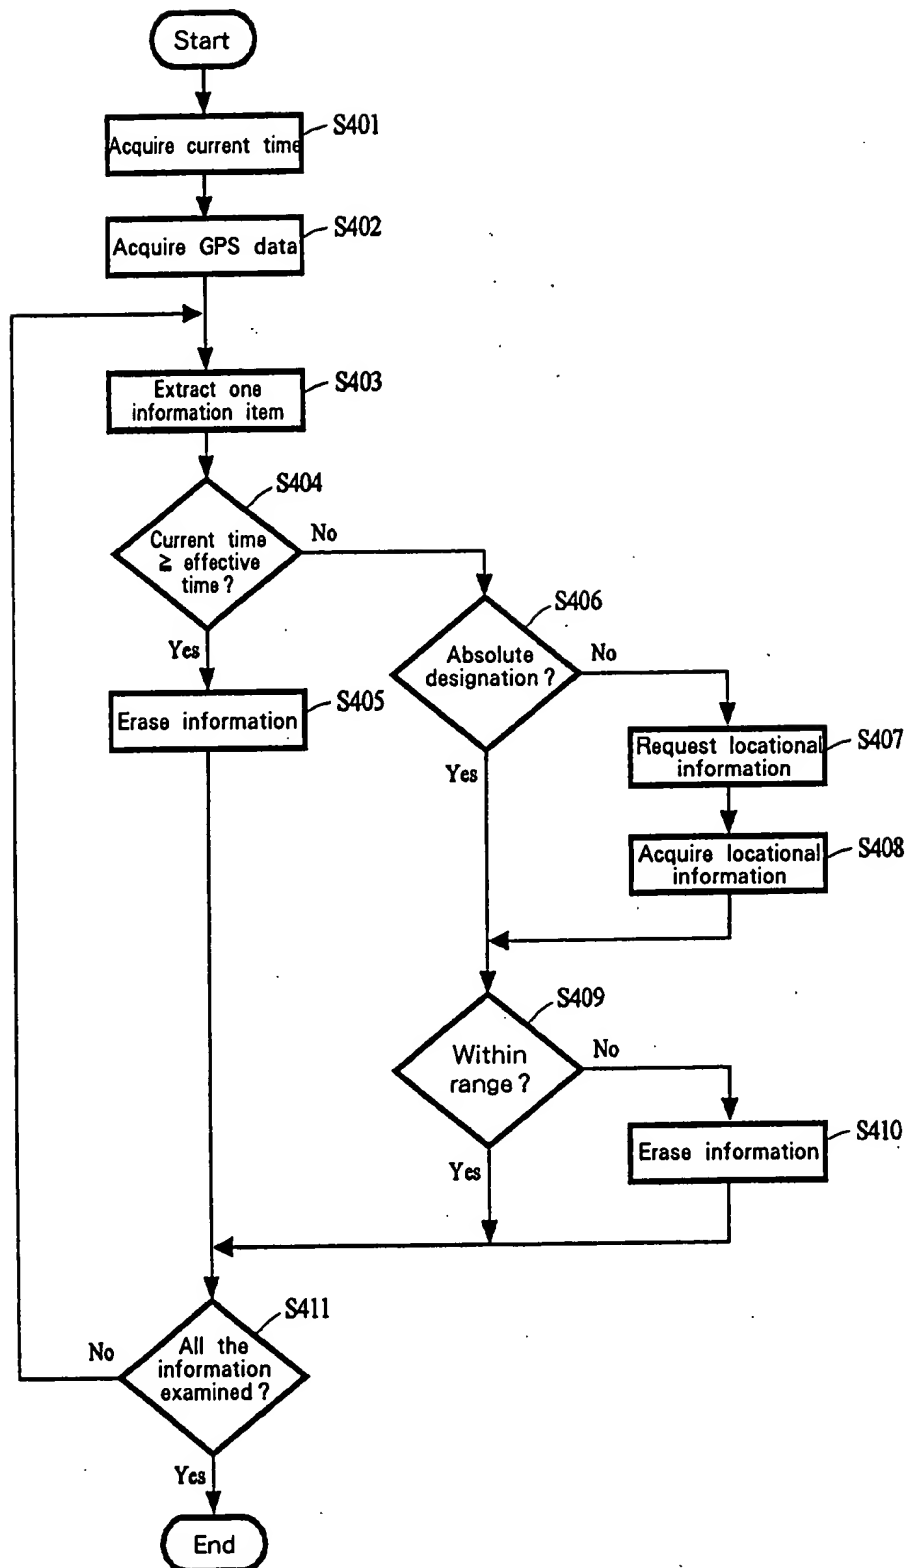 Start
S401
Acquire current time
S402
Acquire GPS data
S403
Extract one
information item
S404
Current time
≧ effective
time?
No
Yes
S405
Erase information
S406
Absolute
designation?
No
Yes
S407
Request locational
information
S408
Acquire locational
information
S409
Within
range?
No
Yes
S410
Erase information
S411
All the
information
examined?
No
Yes
End